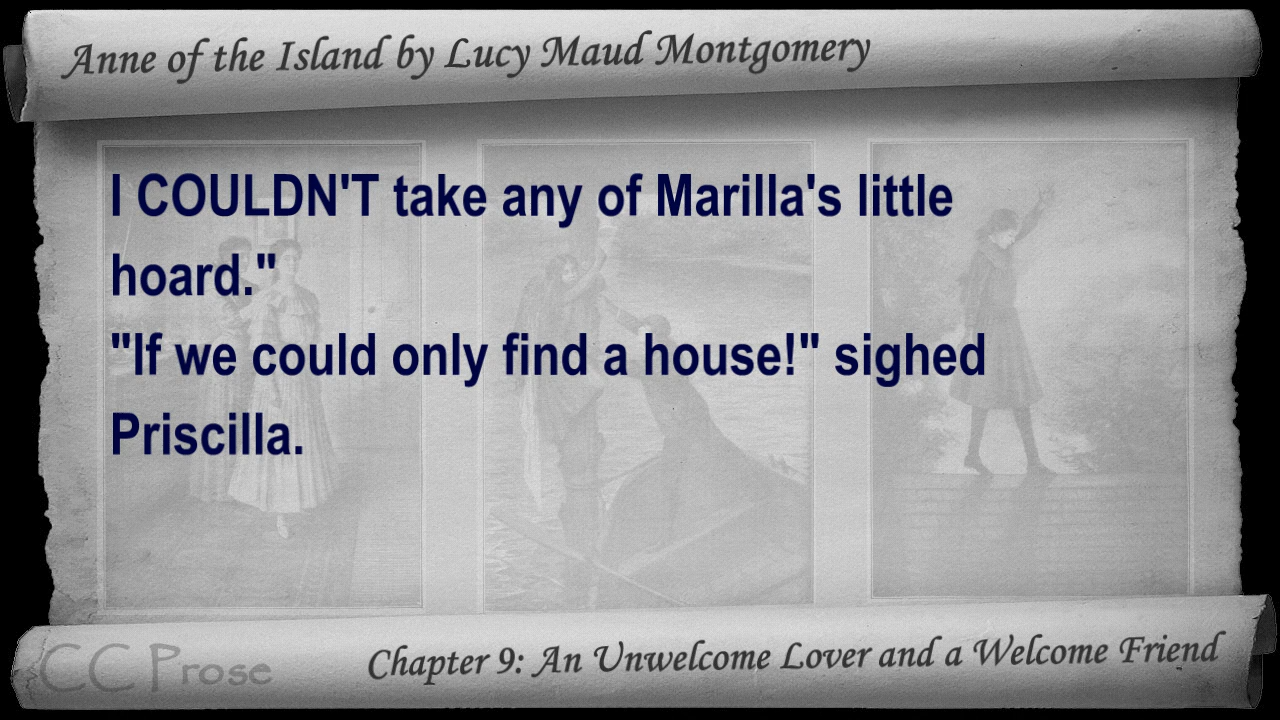 Anne of the Island by Lucy Maud Montgomery
I COULDN'T take any of Marilla's little
hoard."
"If we could only find a house!" sighed
Priscilla.
CC Prose
Chapter 9: An Unwelcome Lover and a Welcome Friend